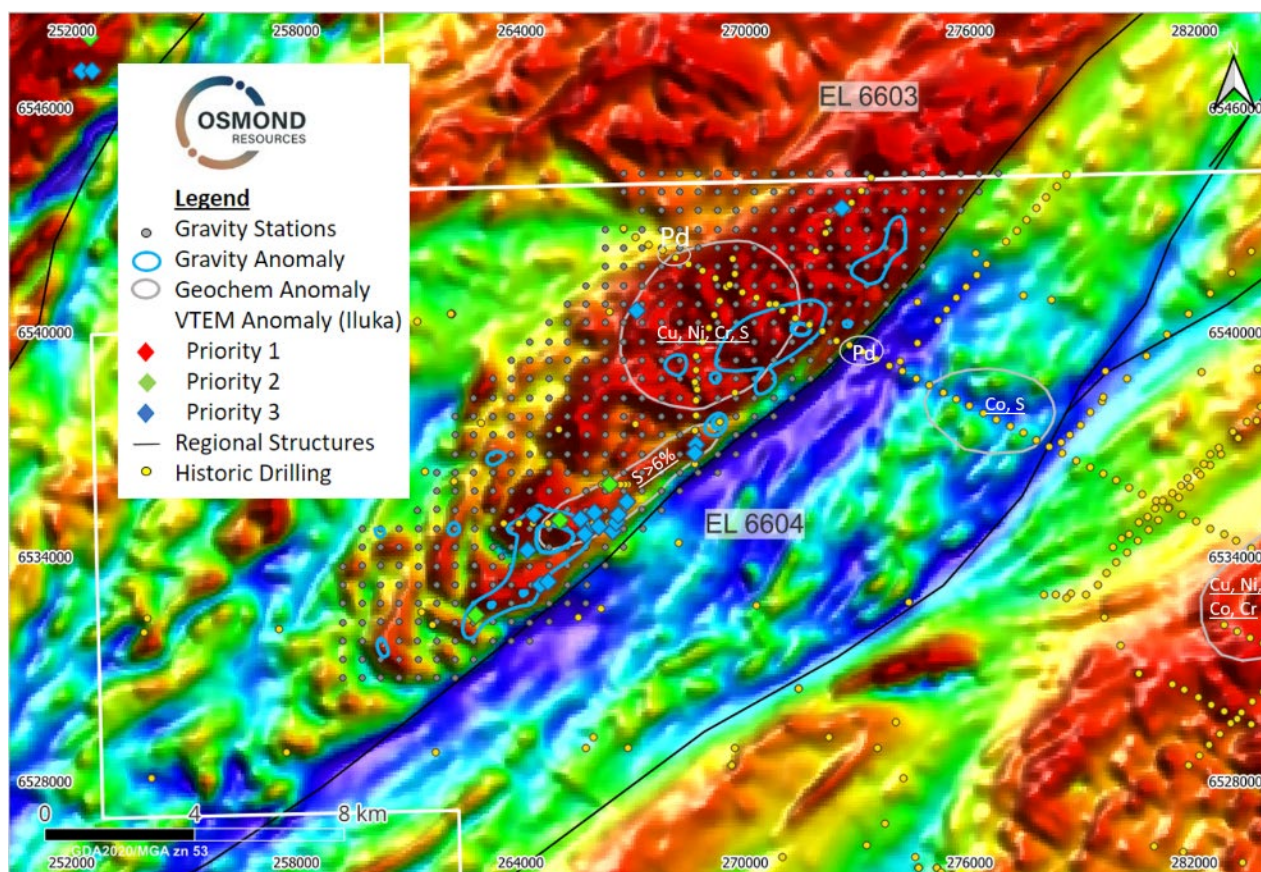 252000 258000 264000 270000 276000 282000
N
6546000 EL 6603 6546000
OSMOND
RESOURCES
Legend
Gravity Stations
Gravity Anomaly
Geochem Anomaly
VTEM Anomaly (Iluka)
Priority 1
Priority 2
Priority 3
Regional Structures
Historic Drilling
Pd
6540000 Cu, Ni, Cr, S 6540000
Pd
Co, S
S >6%
EL 6604
6534000 6534000
Cu, Ni,
Co, Cr
6528000 6528000
0 4 8 km
GDA2020/MGA zn 53
252000 258000 264000 270000 276000 282000